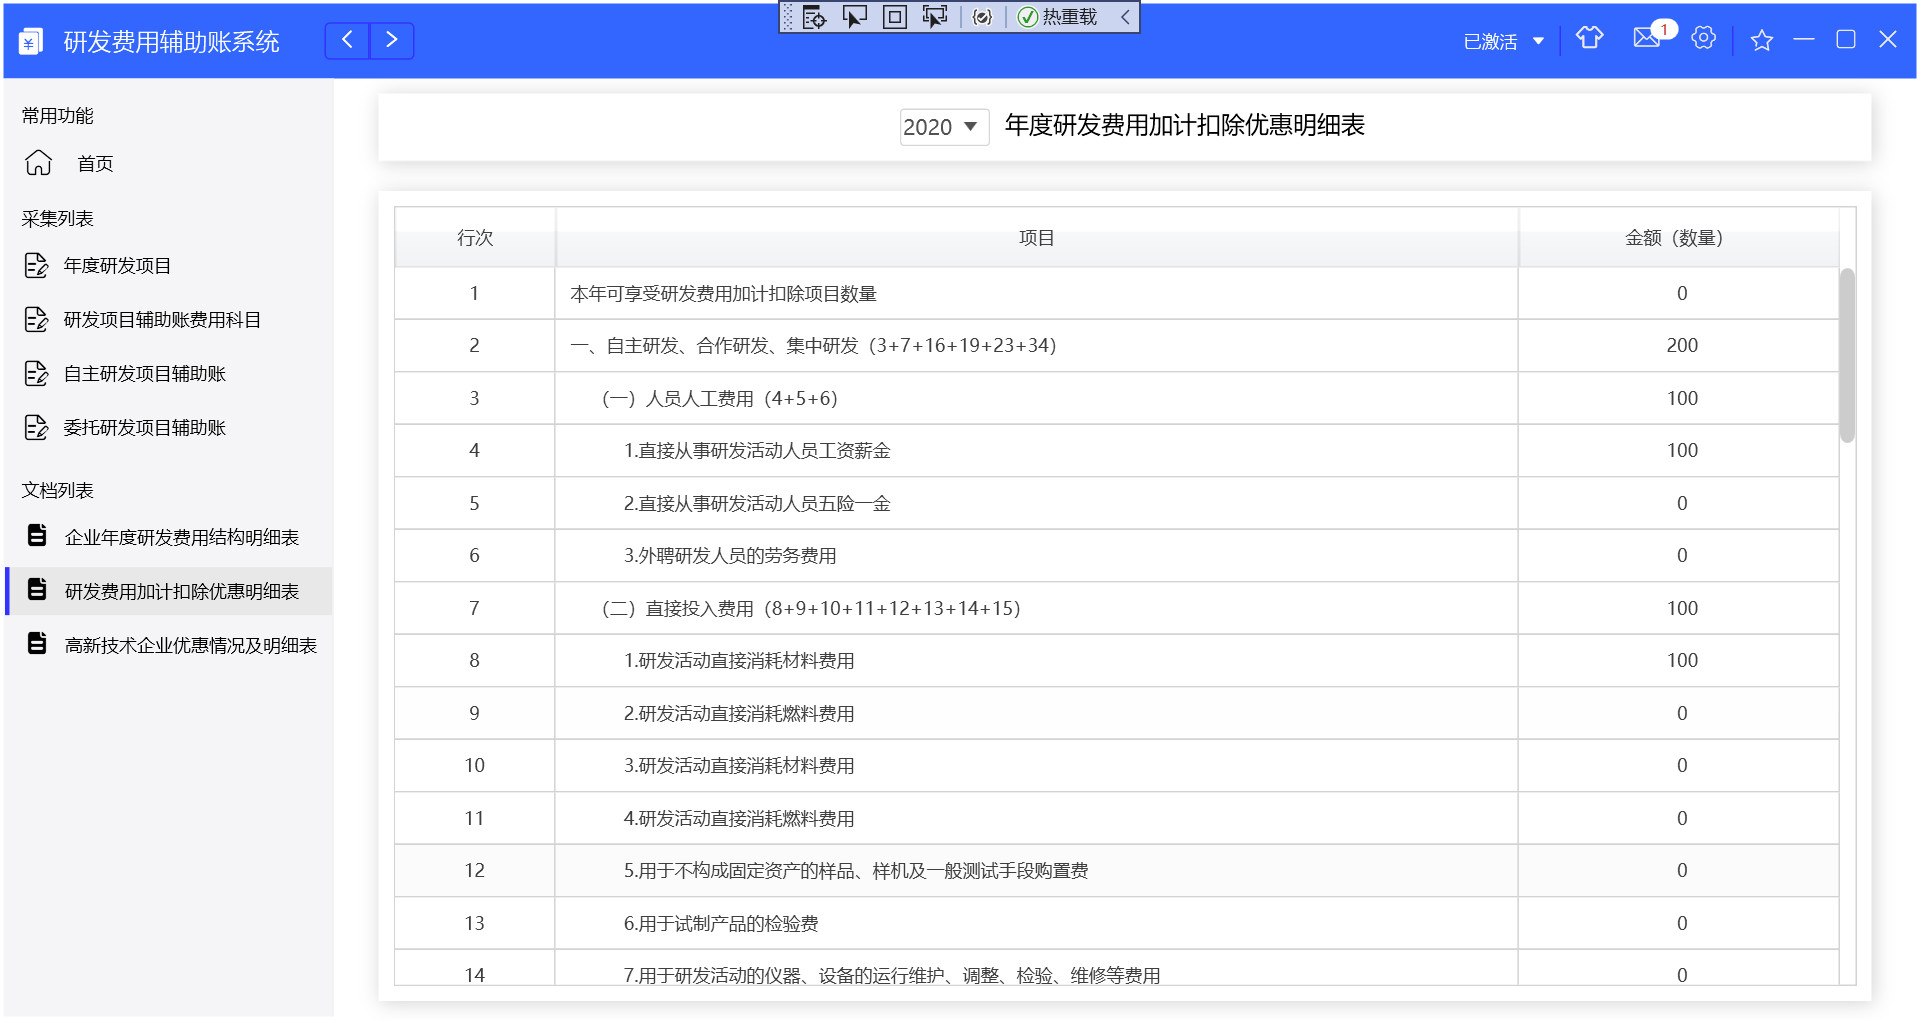 热重载
研发费用辅助账系统
已激活
1
常用功能
首页
采集列表
年度研发项目
研发项目辅助账费用科目
自主研发项目辅助账
委托研发项目辅助账
文档列表
企业年度研发费用结构明细表
研发费用加计扣除优惠明细表
高新技术企业优惠情况及明细表
2020 年度研发费用加计扣除优惠明细表
行次 项目 金额（数量）
1 本年可享受研发费用加计扣除项目数量 0
2 一、自主研发、合作研发、集中研发（3+7+16+19+23+34） 200
3 （一）人员人工费用（4+5+6） 100
4 1.直接从事研发活动人员工资薪金 100
5 2.直接从事研发活动人员五险一金 0
6 3.外聘研发人员的劳务费用 0
7 （二）直接投入费用（8+9+10+11+12+13+14+15） 100
8 1.研发活动直接消耗材料费用 100
9 2.研发活动直接消耗燃料费用 0
10 3.研发活动直接消耗材料费用 0
11 4.研发活动直接消耗燃料费用 0
12 5.用于不构成固定资产的样品、样机及一般测试手段购置费 0
13 6.用于试制产品的检验费 0
14 7.用于研发活动的仪器、设备的运行维护、调整、检验、维修等费用 0